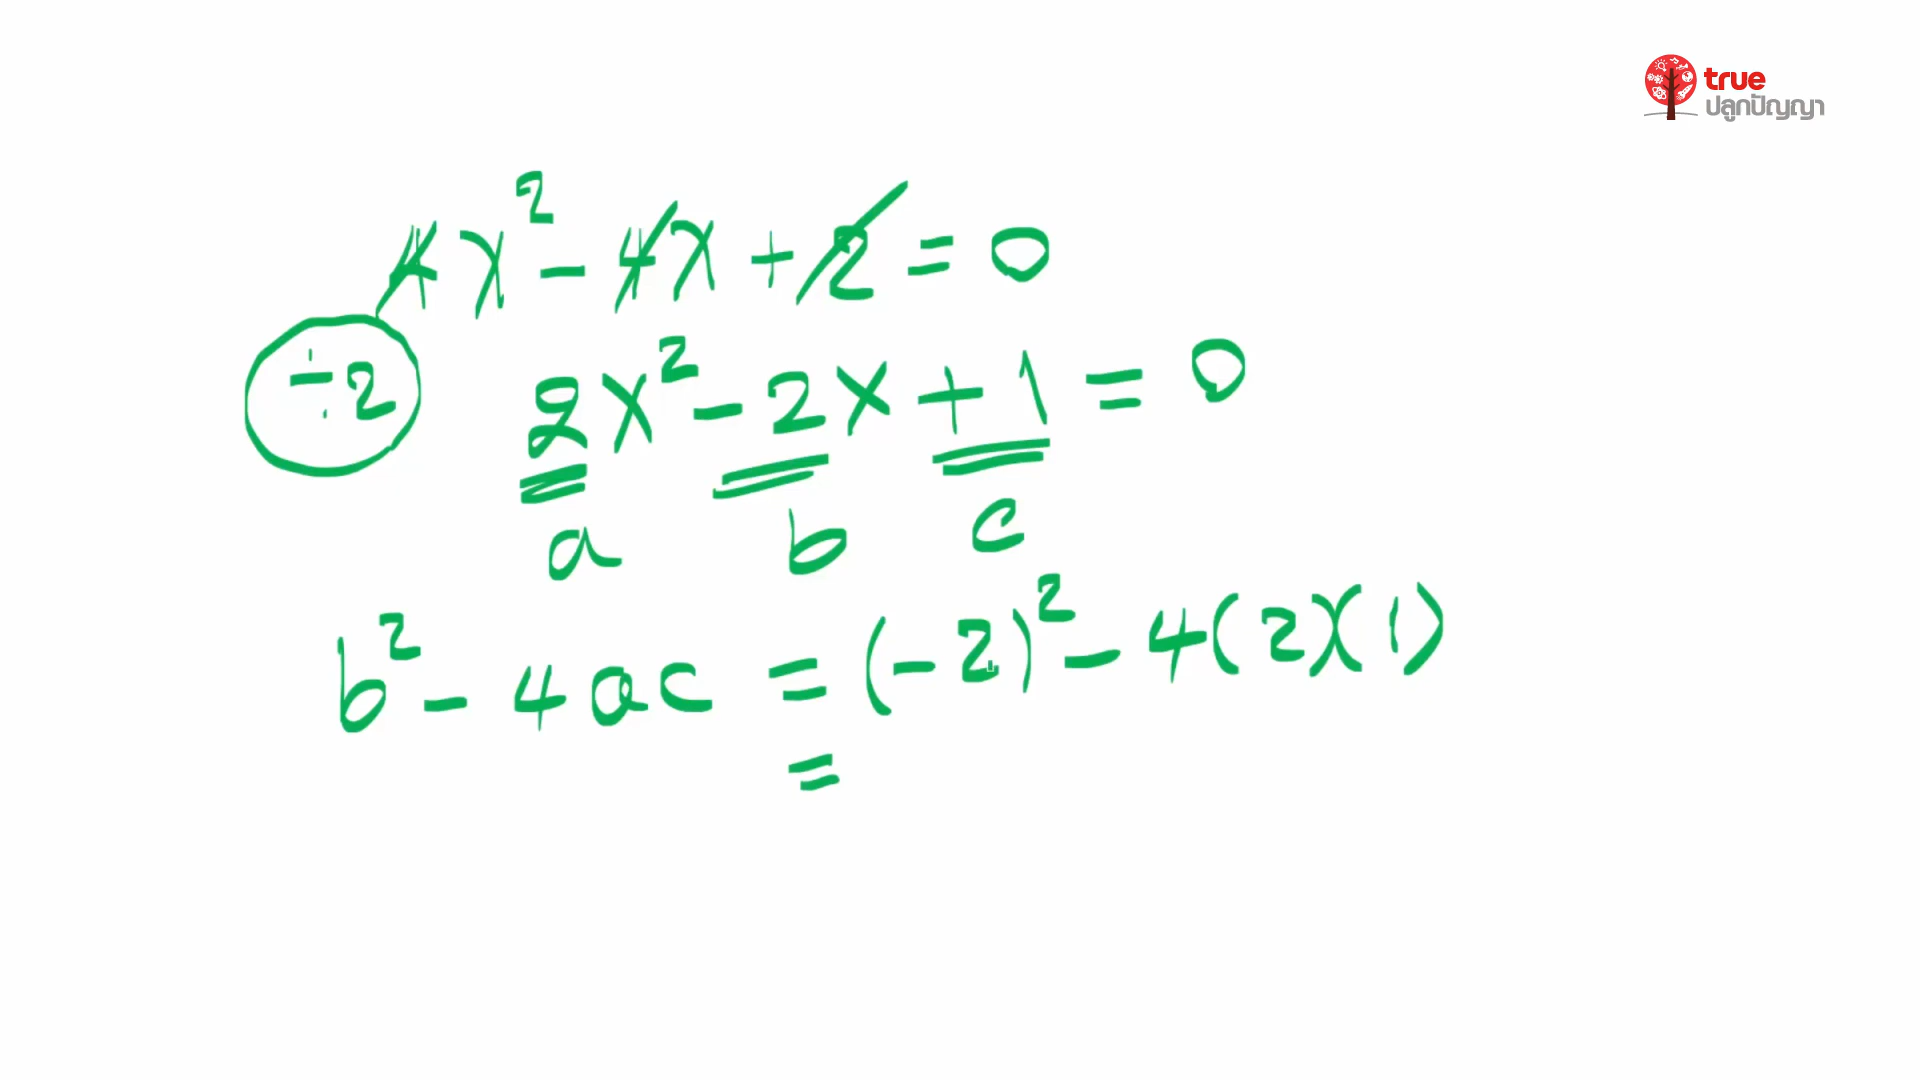 true
ปลูกปัญญา
4x² - 4x + 2 = 0
÷2
2x² - 2x + 1 = 0
a b c
b² - 4ac = (-2)² - 4(2)(1)
=